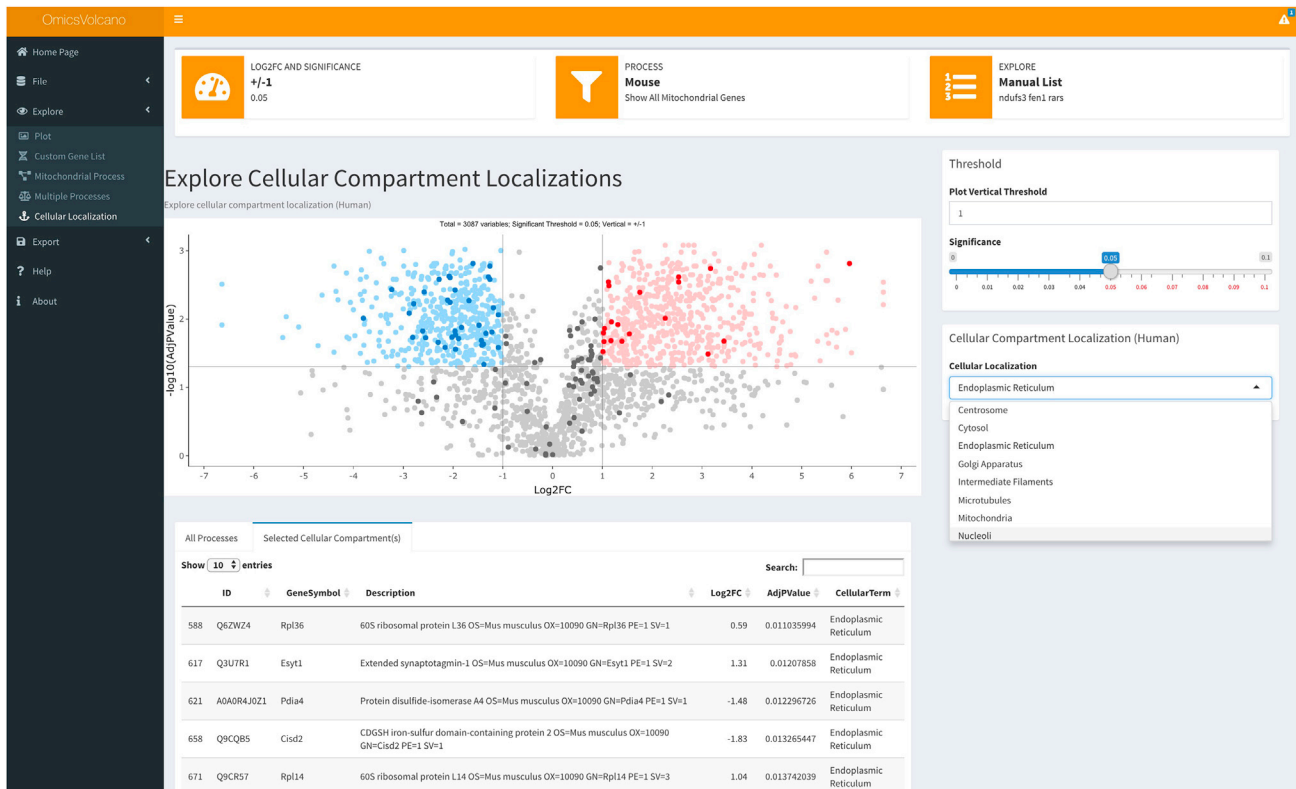 OmicsVolcano
1
Home Page
File
Explore
Plot
Custom Gene List
Mitochondrial Process
Multiple Processes
Cellular Localization
Export
Help
About
LOG2FC AND SIGNIFICANCE
+/-1
0.05
PROCESS
Mouse
Show All Mitochondrial Genes
EXPLORE
Manual List
ndufs3 fen1 rars
Explore Cellular Compartment Localizations
Explore cellular compartment localization (Human)
Total = 3087 variables; Significant Threshold = 0.05; Vertical = +/-1
-log10(AdjPValue)
3
2
1
0
-7 -6 -5 -4 -3 -2 -1 0 1 2 3 4 5 6 7
Log2FC
Threshold
Plot Vertical Threshold
1
Significance
0 0.05 0.1
0 0.01 0.02 0.03 0.04 0.05 0.06 0.07 0.08 0.09 0.1
Cellular Compartment Localization (Human)
Cellular Localization
Endoplasmic Reticulum
Centrosome
Cytosol
Endoplasmic Reticulum
Golgi Apparatus
Intermediate Filaments
Microtubules
Mitochondria
Nucleoli
All Processes Selected Cellular Compartment(s)
Show 10 entries Search:
ID GeneSymbol Description Log2FC AdjPValue CellularTerm
588 Q6ZWZ4 Rpl36 60S ribosomal protein L36 OS=Mus musculus OX=10090 GN=Rpl36 PE=1 SV=1 0.59 0.011035994 Endoplasmic
Reticulum
617 Q3U7R1 Esyt1 Extended synaptotagmin-1 OS=Mus musculus OX=10090 GN=Esyt1 PE=1 SV=2 1.31 0.01207858 Endoplasmic
Reticulum
621 A0A0R4J0Z1 Pdia4 Protein disulfide-isomerase A4 OS=Mus musculus OX=10090 GN=Pdia4 PE=1 SV=1 -1.48 0.012296726 Endoplasmic
Reticulum
658 Q9CQB5 Cisd2 CDGSH iron-sulfur domain-containing protein 2 OS=Mus musculus OX=10090 -1.83 0.013265447 Endoplasmic
GN=Cisd2 PE=1 SV=1 Reticulum
671 Q9CR57 Rpl14 60S ribosomal protein L14 OS=Mus musculus OX=10090 GN=Rpl14 PE=1 SV=3 1.04 0.013742039 Endoplasmic
Reticulum